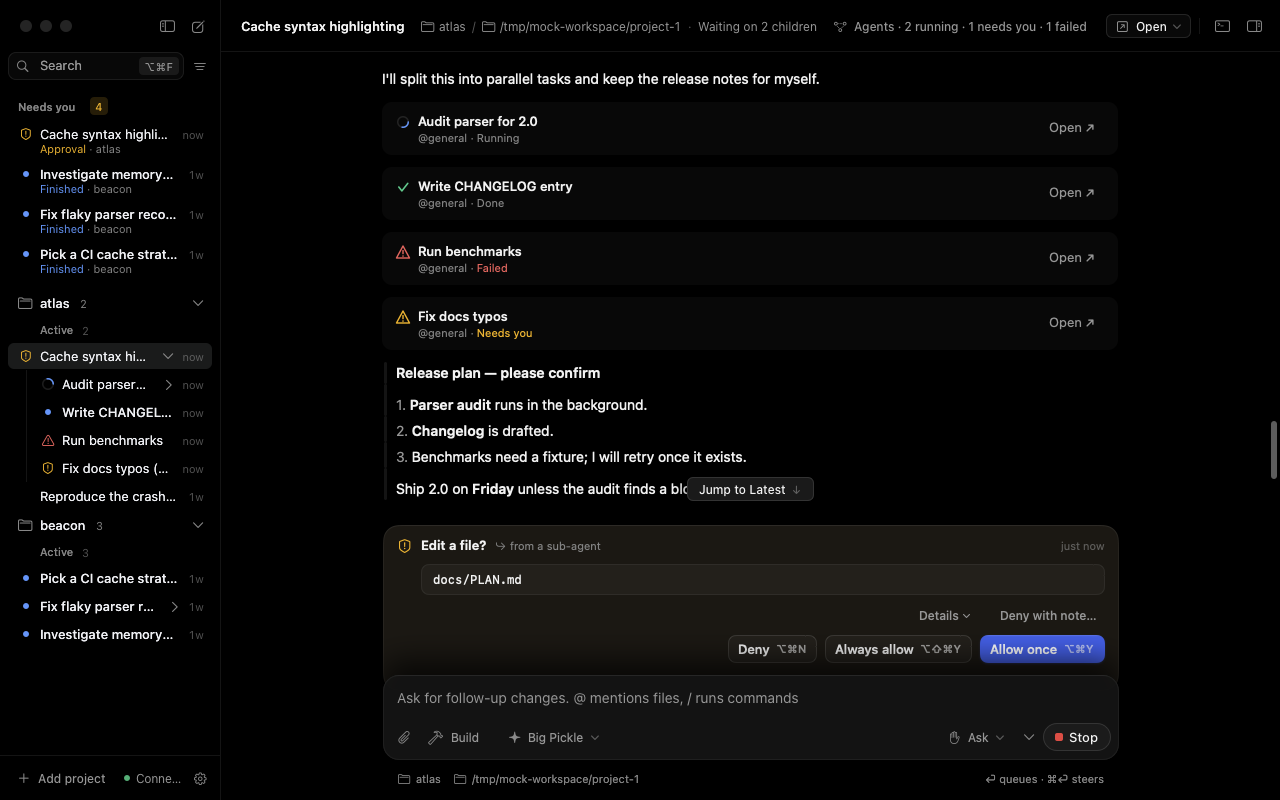 Search ⌥⌘F
Needs you 4
Cache syntax highli... now
Approval · atlas
Investigate memory... 1w
Finished · beacon
Fix flaky parser reco... 1w
Finished · beacon
Pick a CI cache strat... 1w
Finished · beacon
atlas 2
Active 2
Cache syntax hi... now
Audit parser... now
Write CHANGEL... now
Run benchmarks now
Fix docs typos (... now
Reproduce the crash... 1w
beacon 3
Active 3
Pick a CI cache strat... 1w
Fix flaky parser r... 1w
Investigate memory... 1w
Add project Conne...
Cache syntax highlighting atlas / /tmp/mock-workspace/project-1 · Waiting on 2 children Agents · 2 running · 1 needs you · 1 failed Open
I'll split this into parallel tasks and keep the release notes for myself.
Audit parser for 2.0
@general · Running
Open ↗
Write CHANGELOG entry
@general · Done
Open ↗
Run benchmarks
@general · Failed
Open ↗
Fix docs typos
@general · Needs you
Open ↗
Release plan — please confirm
1. Parser audit runs in the background.
2. Changelog is drafted.
3. Benchmarks need a fixture; I will retry once it exists.
Ship 2.0 on Friday unless the audit finds a
Jump to Latest ↓
Edit a file? ↪ from a sub-agent just now
docs/PLAN.md
Details Deny with note...
Deny ⌥⌘N Always allow ⌥⇧⌘Y Allow once ⌥⌘Y
Ask for follow-up changes. @ mentions files, / runs commands
Build Big Pickle Ask Stop
atlas /tmp/mock-workspace/project-1 ⏎ queues · ⌘⏎ steers